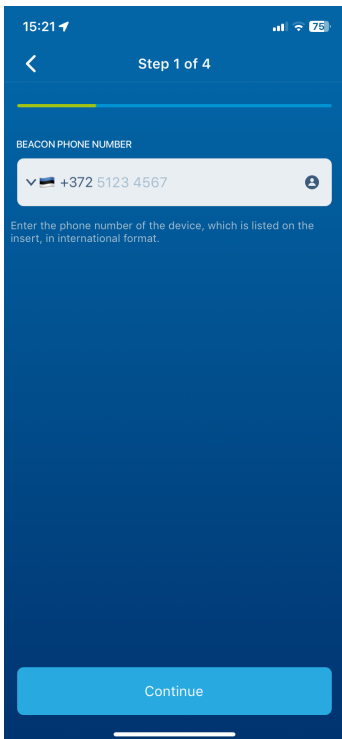 15:21
75
Step 1 of 4
BEACON PHONE NUMBER
+372 5123 4567
Enter the phone number of the device, which is listed on the
insert, in international format.
Continue